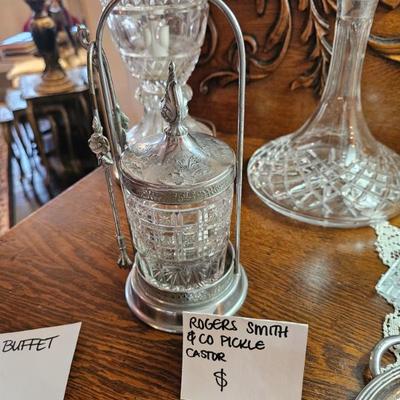 BUFFET
ROGERS SMITH
& CO PICKLE
CASTOR
$